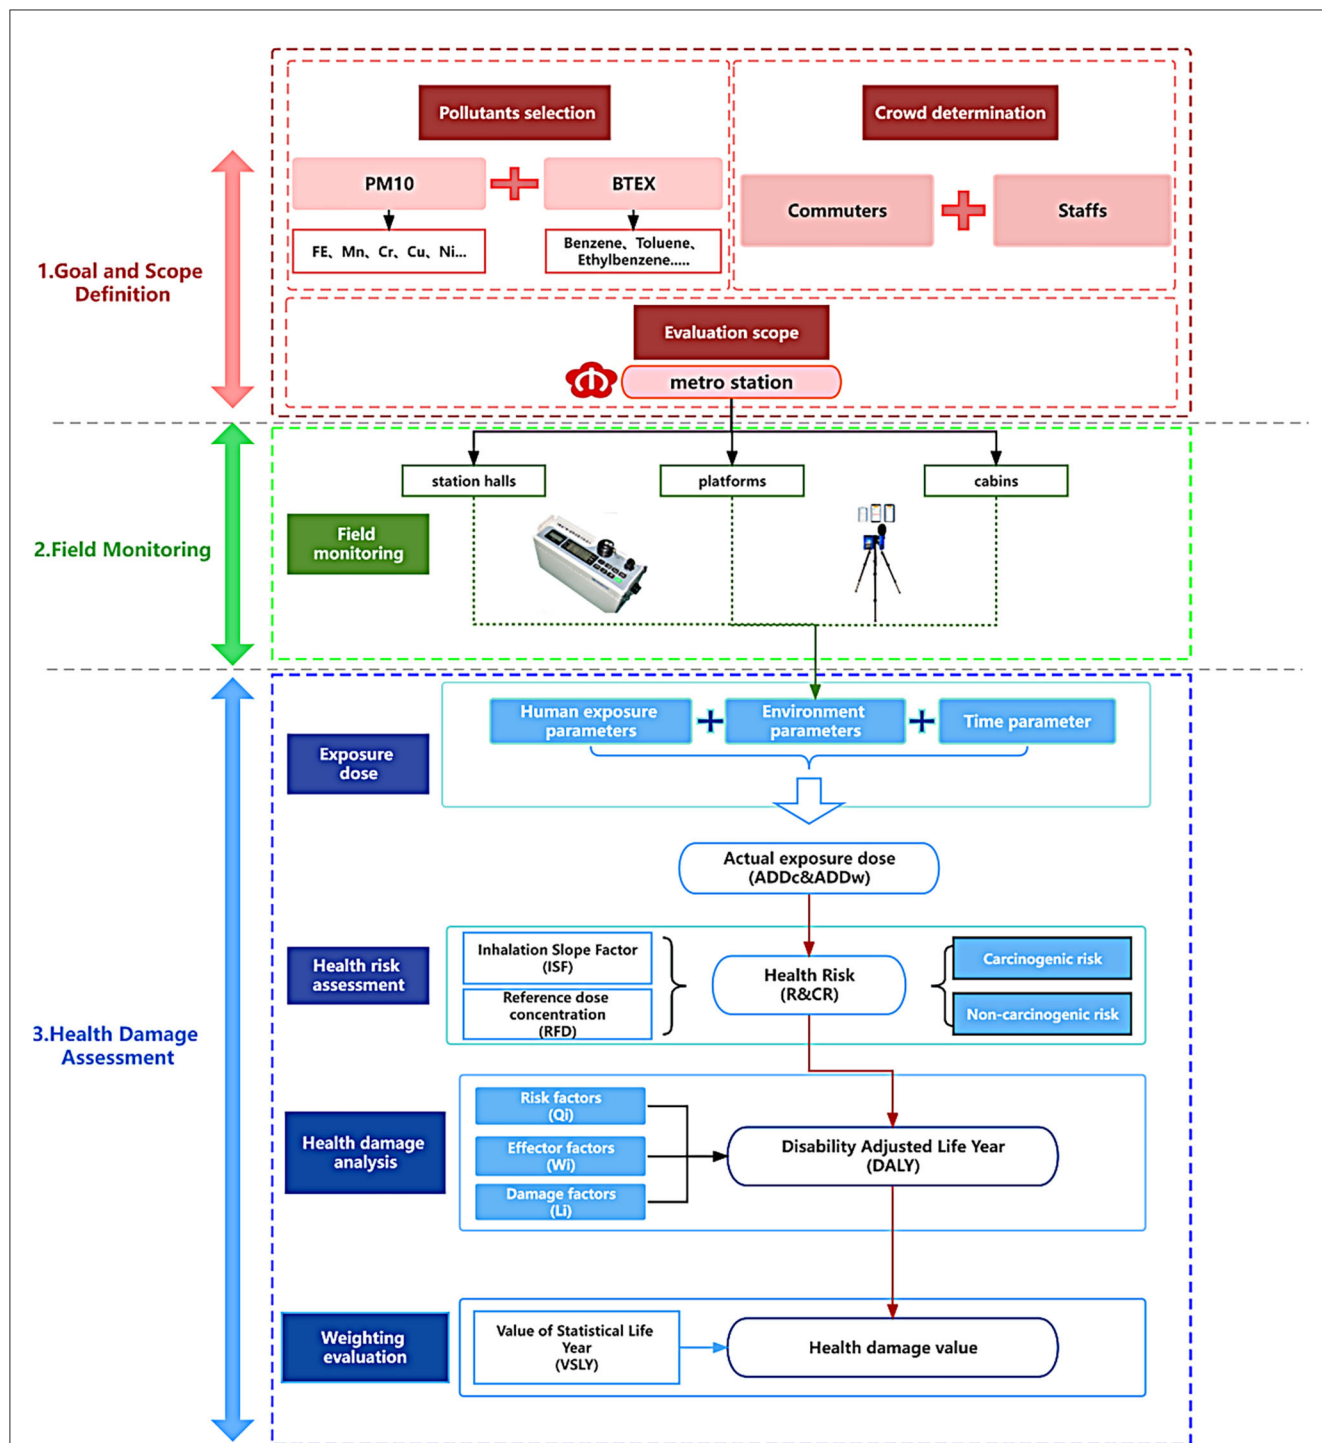 Pollutants selection
Crowd determination
PM10
BTEX
Commuters
Staffs
FE、Mn、Cr、Cu、Ni...
Benzene、Toluene、
Ethylbenzene.....
1.Goal and Scope
Definition
Evaluation scope
metro station
station halls
platforms
cabins
2.Field Monitoring
Field
monitoring
Human exposure
parameters
Environment
parameters
Time parameter
Exposure
dose
Actual exposure dose
(ADDc&ADDw)
Health risk
assessment
Inhalation Slope Factor
(ISF)
Reference dose
concentration
(RFD)
Health Risk
(R&CR)
Carcinogenic risk
Non-carcinogenic risk
3.Health Damage
Assessment
Health damage
analysis
Risk factors
(Qi)
Effector factors
(Wi)
Damage factors
(Li)
Disability Adjusted Life Year
(DALY)
Weighting
evaluation
Value of Statistical Life
Year
(VSLY)
Health damage value